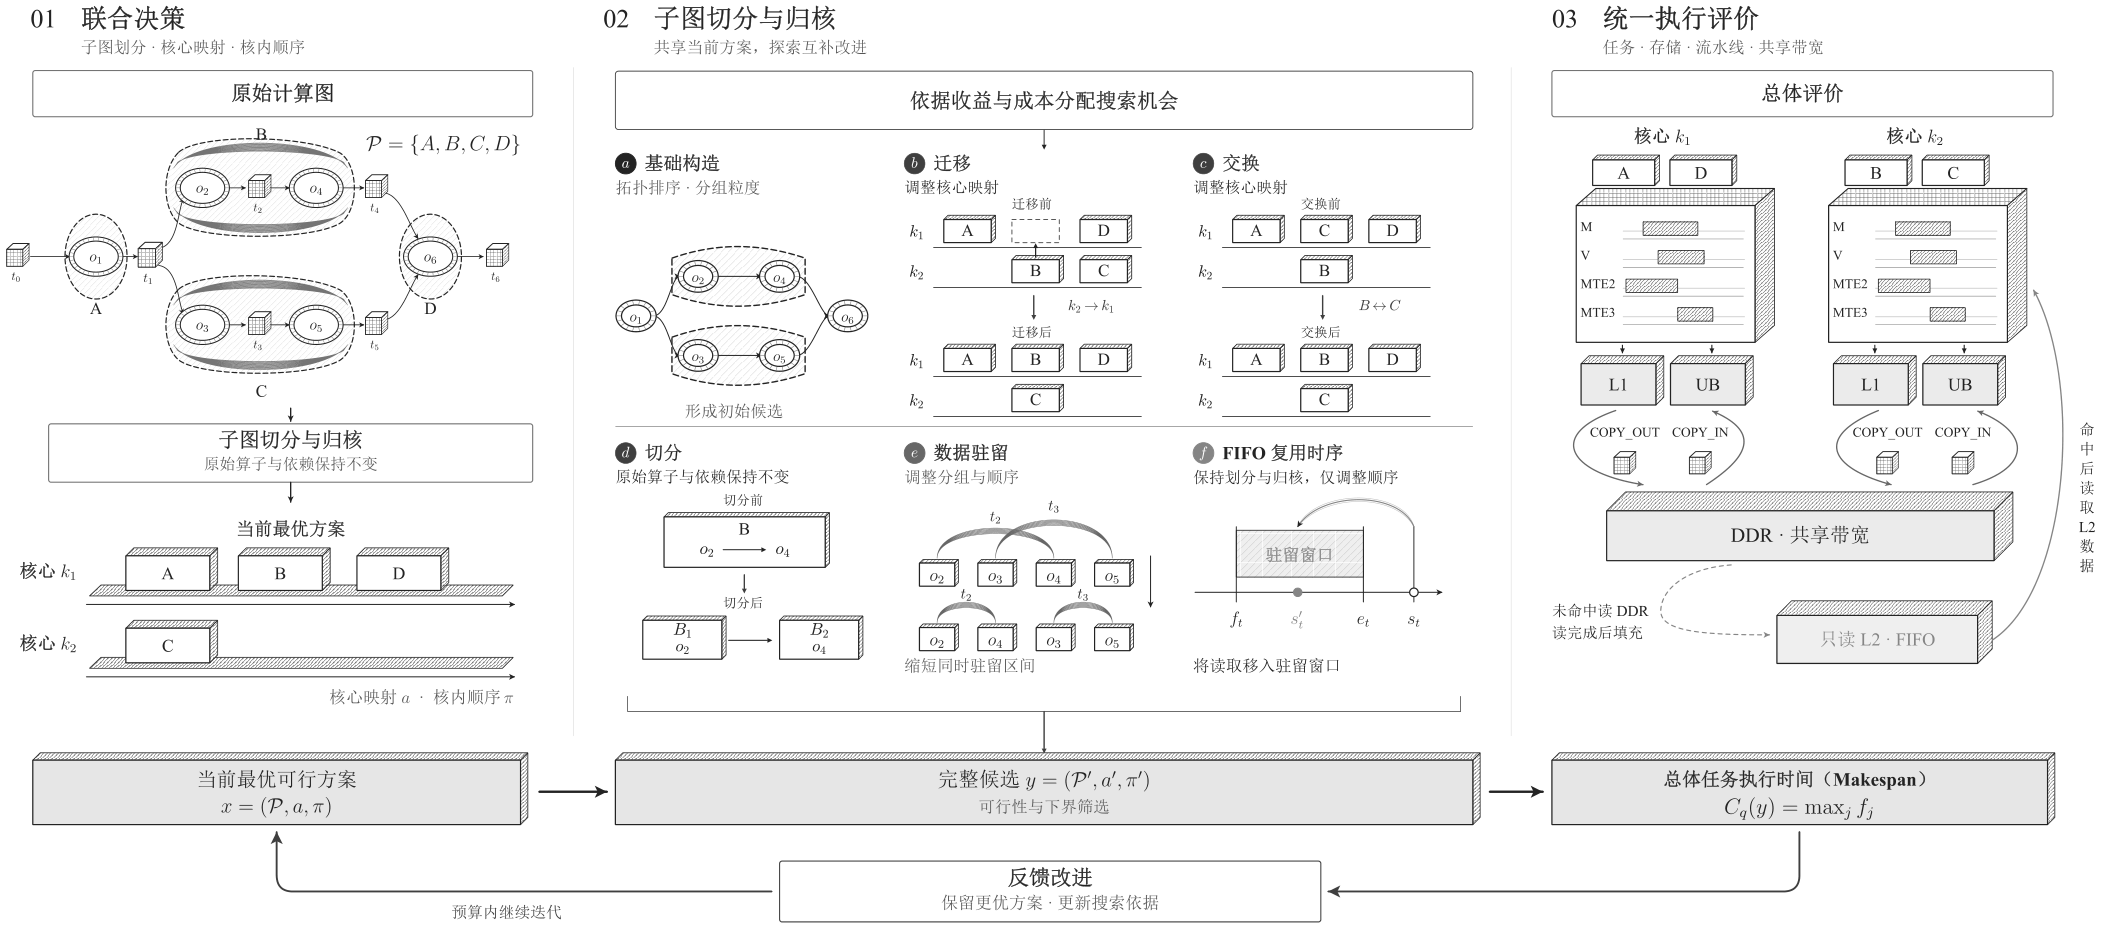 01 联合决策
子图划分 · 核心映射 · 核内顺序
原始计算图
𝒫 = {A, B, C, D}
B
o₂
t₂
o₄
t₄
t₀
o₁
t₁
A
o₆
t₆
D
o₃
t₃
o₅
t₅
C
子图切分与归核
原始算子与依赖保持不变
当前最优方案
核心 k₁
A
B
D
核心 k₂
C
核心映射 a · 核内顺序 π
02 子图切分与归核
共享当前方案，探索互补改进
依据收益与成本分配搜索机会
a 基础构造
拓扑排序 · 分组粒度
o₁
o₂
o₄
o₃
o₅
o₆
形成初始候选
b 迁移
调整核心映射
迁移前
k₁ A D
k₂ B C
k₂ → k₁
迁移后
k₁ A B D
k₂ C
c 交换
调整核心映射
交换前
k₁ A C D
k₂ B
B ↔ C
交换后
k₁ A B D
k₂ C
d 切分
原始算子与依赖保持不变
切分前
B
o₂ o₄
切分后
B₁
o₂
B₂
o₄
e 数据驻留
调整分组与顺序
t₂ t₃
o₂ o₃ o₄ o₅
t₂ t₃
o₂ o₄ o₃ o₅
缩短同时驻留区间
f FIFO 复用时序
保持划分与归核，仅调整顺序
驻留窗口
fₜ s′ₜ eₜ sₜ
将读取移入驻留窗口
03 统一执行评价
任务 · 存储 · 流水线 · 共享带宽
总体评价
核心 k₁
A D
M
V
MTE2
MTE3
L1 UB
COPY_OUT COPY_IN
核心 k₂
B C
M
V
MTE2
MTE3
L1 UB
COPY_OUT COPY_IN
DDR · 共享带宽
未命中读 DDR
读完成后填充
只读 L2 · FIFO
命中后读取L2数据
当前最优可行方案
x = (𝒫, a, π)
完整候选 y = (𝒫′, a′, π′)
可行性与下界筛选
总体任务执行时间（Makespan）
C_q(y) = maxⱼ fⱼ
反馈改进
保留更优方案 · 更新搜索依据
预算内继续迭代